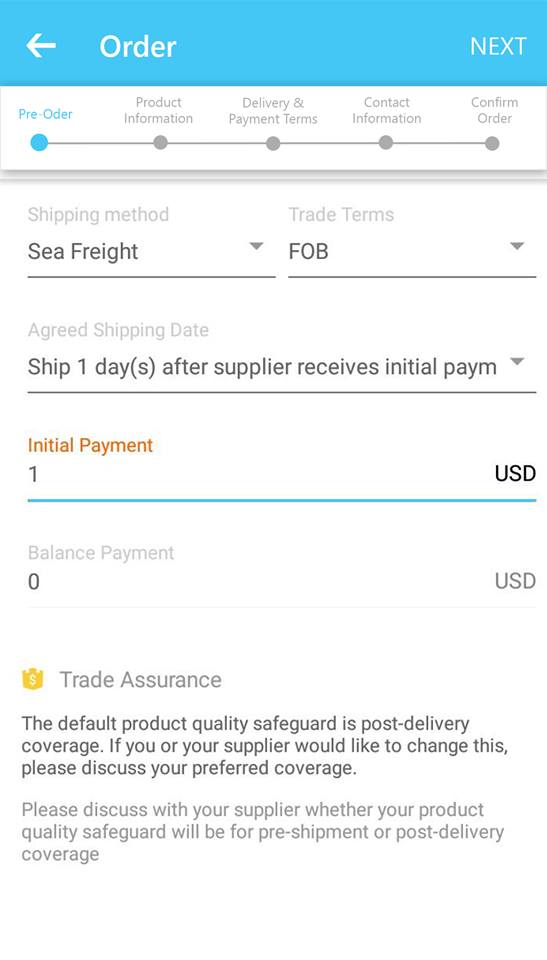 Order
NEXT
Pre-Oder
Product
Information
Delivery &
Payment Terms
Contact
Information
Confirm
Order
Shipping method
Trade Terms
Sea Freight
FOB
Agreed Shipping Date
Ship 1 day(s) after supplier receives initial paym
Initial Payment
1 USD
Balance Payment
0 USD
$
Trade Assurance
The default product quality safeguard is post-delivery
coverage. If you or your supplier would like to change this,
please discuss your preferred coverage.
Please discuss with your supplier whether your product
quality safeguard will be for pre-shipment or post-delivery
coverage